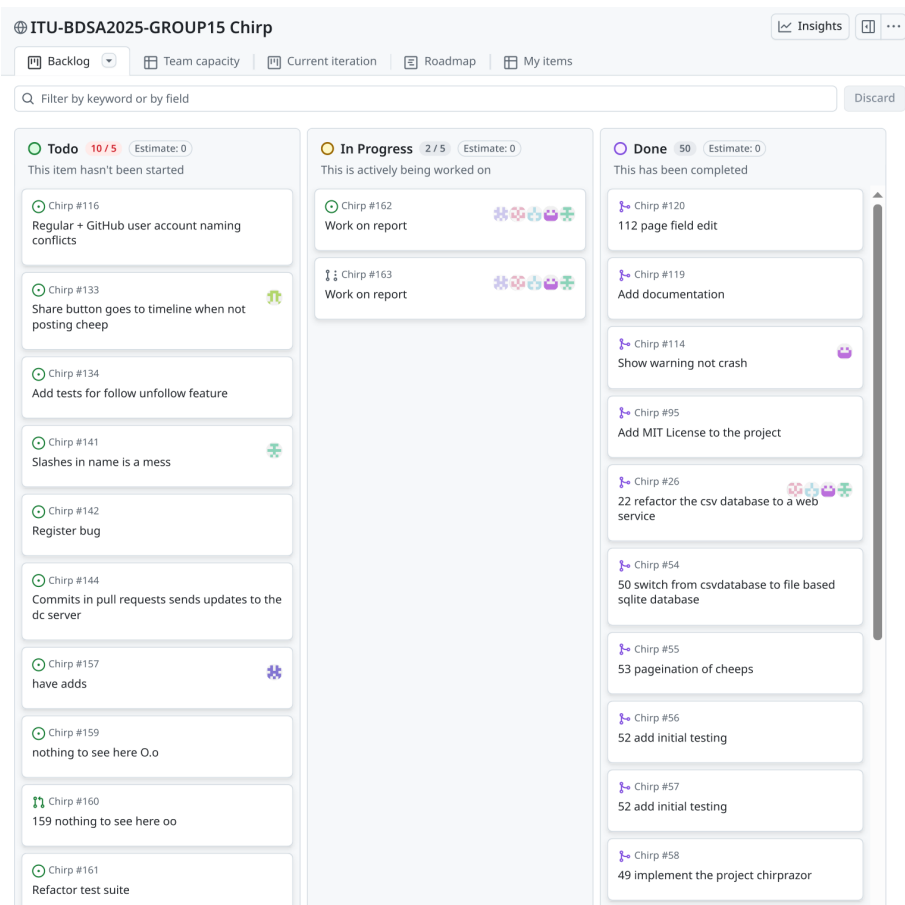 ITU-BDSA2025-GROUP15 Chirp
Insights
Backlog
Team capacity
Current iteration
Roadmap
My items
Filter by keyword or by field
Discard
Todo 10 / 5 Estimate: 0
This item hasn't been started
Chirp #116
Regular + GitHub user account naming
conflicts
Chirp #133
Share button goes to timeline when not
posting cheep
Chirp #134
Add tests for follow unfollow feature
Chirp #141
Slashes in name is a mess
Chirp #142
Register bug
Chirp #144
Commits in pull requests sends updates to the
dc server
Chirp #157
have adds
Chirp #159
nothing to see here O.o
Chirp #160
159 nothing to see here oo
Chirp #161
Refactor test suite
In Progress 2 / 5 Estimate: 0
This is actively being worked on
Chirp #162
Work on report
Chirp #163
Work on report
Done 50 Estimate: 0
This has been completed
Chirp #120
112 page field edit
Chirp #119
Add documentation
Chirp #114
Show warning not crash
Chirp #95
Add MIT License to the project
Chirp #26
22 refactor the csv database to a web
service
Chirp #54
50 switch from csvdatabase to file based
sqlite database
Chirp #55
53 pageination of cheeps
Chirp #56
52 add initial testing
Chirp #57
52 add initial testing
Chirp #58
49 implement the project chirprazor